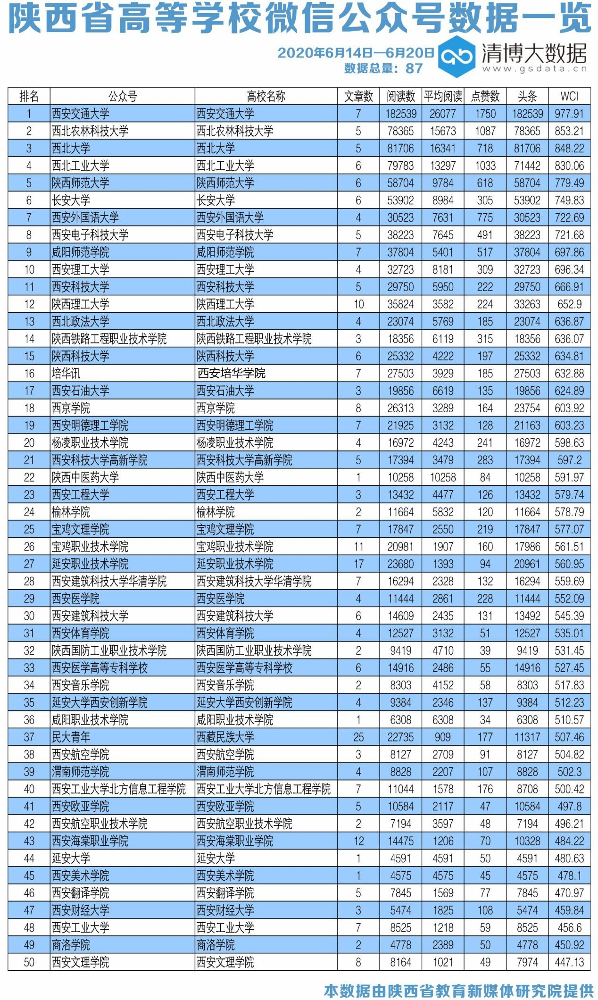 陕西省高等学校微信公众号数据一览
2020年6月14日—6月20日
数据总量：87
清博大数据
www.gsdata.cn
排名 公众号 高校名称 文章数 阅读数 平均阅读 点赞数 头条 WCI
1 西安交通大学 西安交通大学 7 182539 26077 1750 182539 977.91
2 西北农林科技大学 西北农林科技大学 5 78365 15673 1087 78365 853.21
3 西北大学 西北大学 5 81706 16341 718 81706 848.22
4 西北工业大学 西北工业大学 6 79783 13297 1033 71442 830.06
5 陕西师范大学 陕西师范大学 6 58704 9784 618 58704 779.49
6 长安大学 长安大学 6 53902 8984 305 53902 749.83
7 西安外国语大学 西安外国语大学 4 30523 7631 775 30523 722.69
8 西安电子科技大学 西安电子科技大学 5 38223 7645 491 38223 721.68
9 咸阳师范学院 咸阳师范学院 7 37804 5401 517 37804 697.86
10 西安理工大学 西安理工大学 4 32723 8181 309 32723 696.34
11 西安科技大学 西安科技大学 5 29750 5950 222 29750 666.91
12 陕西理工大学 陕西理工大学 10 35824 3582 224 33263 652.9
13 西北政法大学 西北政法大学 4 23074 5769 185 23074 636.87
14 陕西铁路工程职业技术学院 陕西铁路工程职业技术学院 3 18356 6119 315 18356 636.07
15 陕西科技大学 陕西科技大学 6 25332 4222 197 25332 634.81
16 培华讯 西安培华学院 7 27503 3929 185 27503 632.88
17 西安石油大学 西安石油大学 3 19856 6619 135 19856 624.89
18 西京学院 西京学院 8 26313 3289 164 23754 603.92
19 西安明德理工学院 西安明德理工学院 7 21925 3132 128 21163 603.23
20 杨凌职业技术学院 杨凌职业技术学院 4 16972 4243 241 16972 598.63
21 西安科技大学高新学院 西安科技大学高新学院 5 17394 3479 283 17394 597.2
22 陕西中医药大学 陕西中医药大学 1 10258 10258 84 10258 591.97
23 西安工程大学 西安工程大学 3 13432 4477 126 13432 579.74
24 榆林学院 榆林学院 2 11664 5832 120 11664 578.79
25 宝鸡文理学院 宝鸡文理学院 7 17847 2550 219 17847 577.07
26 宝鸡职业技术学院 宝鸡职业技术学院 11 20981 1907 160 17986 561.51
27 延安职业技术学院 延安职业技术学院 17 23680 1393 94 20961 560.95
28 西安建筑科技大学华清学院 西安建筑科技大学华清学院 7 16294 2328 132 16294 559.69
29 西安医学院 西安医学院 4 11444 2861 228 11444 552.09
30 西安建筑科技大学 西安建筑科技大学 6 14609 2435 131 13492 545.39
31 西安体育学院 西安体育学院 4 12527 3132 51 12527 535.01
32 陕西国防工业职业技术学院 陕西国防工业职业技术学院 2 9419 4710 39 9419 531.45
33 西安医学高等专科学校 西安医学高等专科学校 6 14916 2486 55 14916 527.45
34 西安音乐学院 西安音乐学院 2 8303 4152 58 8303 517.83
35 延安大学西安创新学院 延安大学西安创新学院 4 9384 2346 137 9384 512.23
36 咸阳职业技术学院 咸阳职业技术学院 1 6308 6308 34 6308 510.57
37 民大青年 西藏民族大学 25 22735 909 177 11317 507.46
38 西安航空学院 西安航空学院 3 8127 2709 91 8127 504.82
39 渭南师范学院 渭南师范学院 4 8828 2207 107 8828 502.3
40 西安工业大学北方信息工程学院 西安工业大学北方信息工程学院 7 11044 1578 176 8708 500.42
41 西安欧亚学院 西安欧亚学院 5 10584 2117 47 10584 497.8
42 西安航空职业技术学院 西安航空职业技术学院 2 7194 3597 48 7194 496.21
43 西安海棠职业学院 西安海棠职业学院 12 14475 1206 70 10328 484.22
44 延安大学 延安大学 1 4591 4591 50 4591 480.63
45 西安美术学院 西安美术学院 1 4575 4575 45 4575 478.1
46 西安翻译学院 西安翻译学院 5 7845 1569 77 7845 470.97
47 西安财经大学 西安财经大学 3 5474 1825 108 5474 459.84
48 西安工业大学 西安工业大学 7 8525 1218 59 8525 456.6
49 商洛学院 商洛学院 2 4778 2389 50 4778 450.92
50 西安文理学院 西安文理学院 8 8164 1021 49 7974 447.13
本数据由陕西省教育新媒体研究院提供